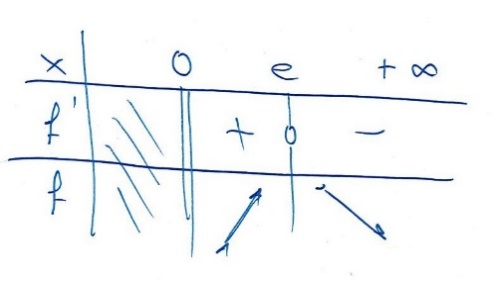 x 0 e + ∞
f' + 0 −
f